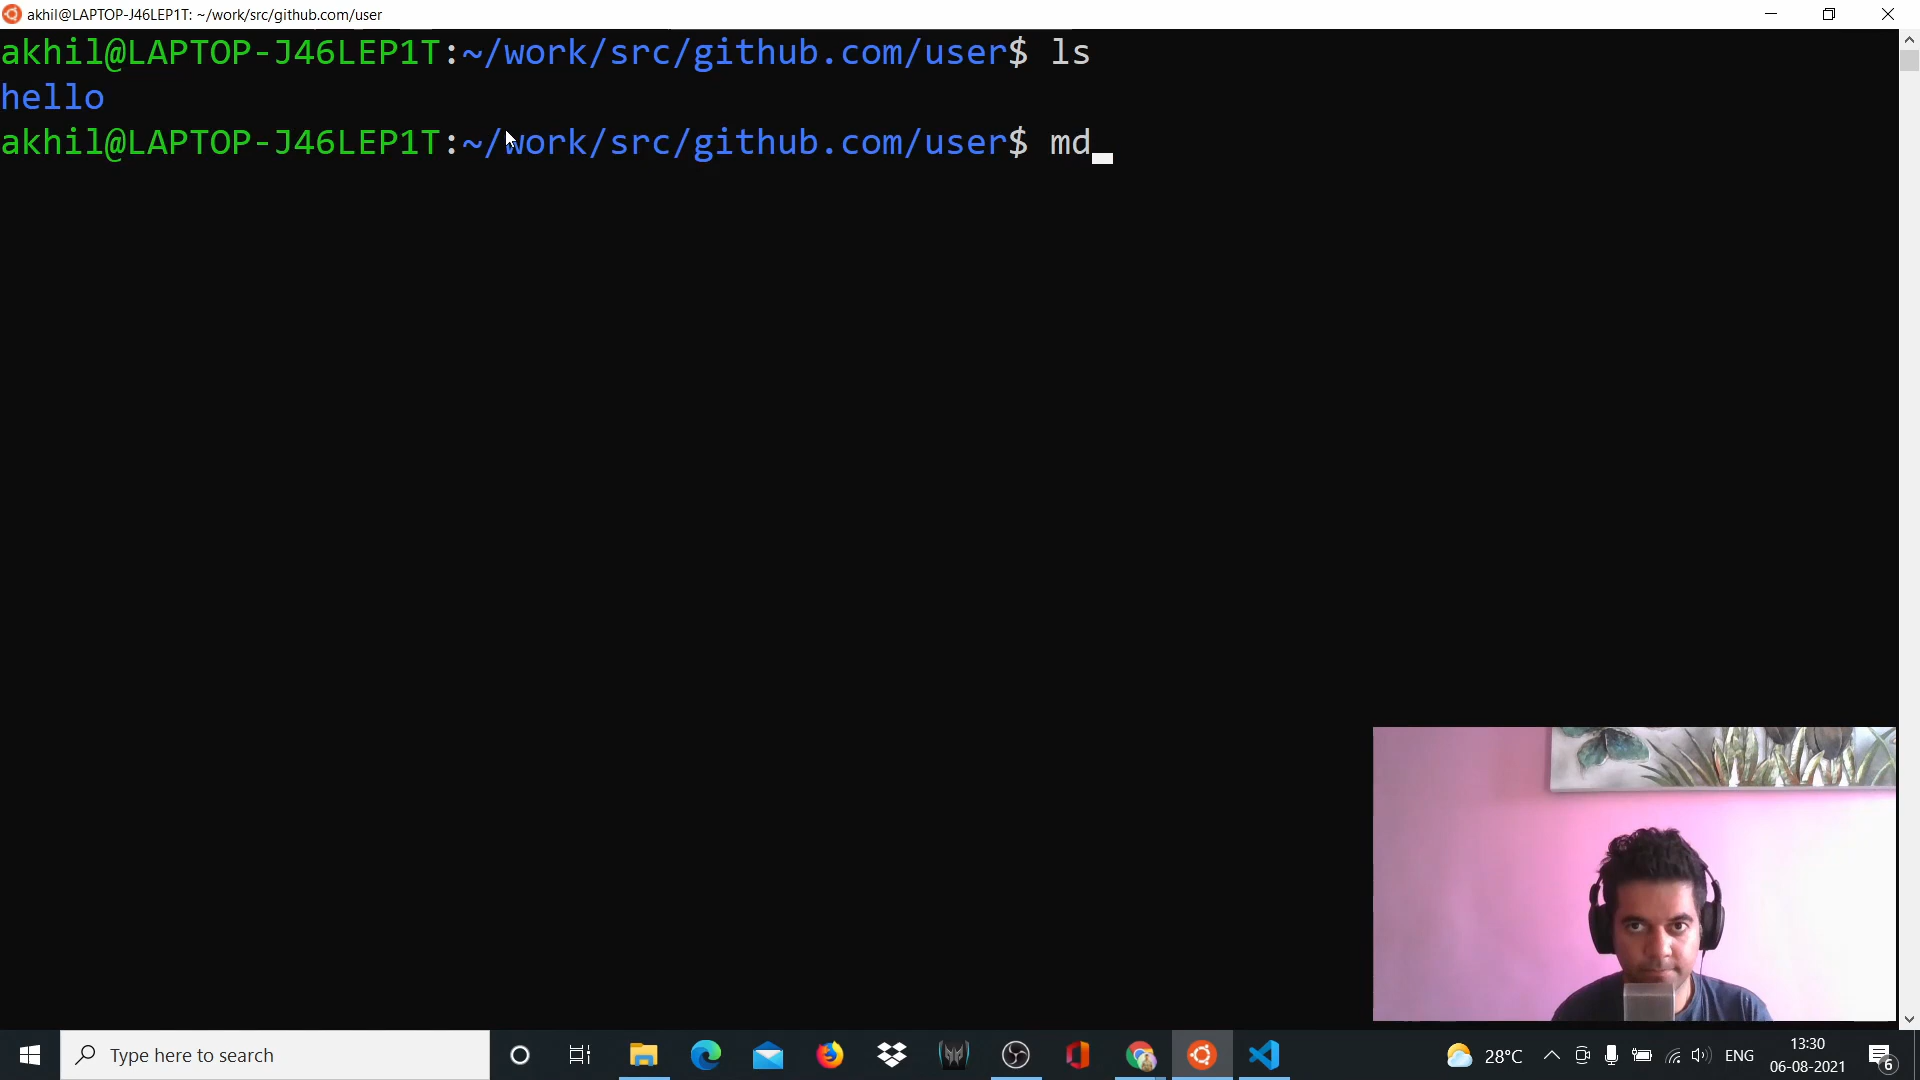 akhil@LAPTOP-J46LEP1T: ~/work/src/github.com/user
akhil@LAPTOP-J46LEP1T:~/work/src/github.com/user$ ls
hello
akhil@LAPTOP-J46LEP1T:~/work/src/github.com/user$ md
Type here to search
28°C
ENG
13:30
06-08-2021
6